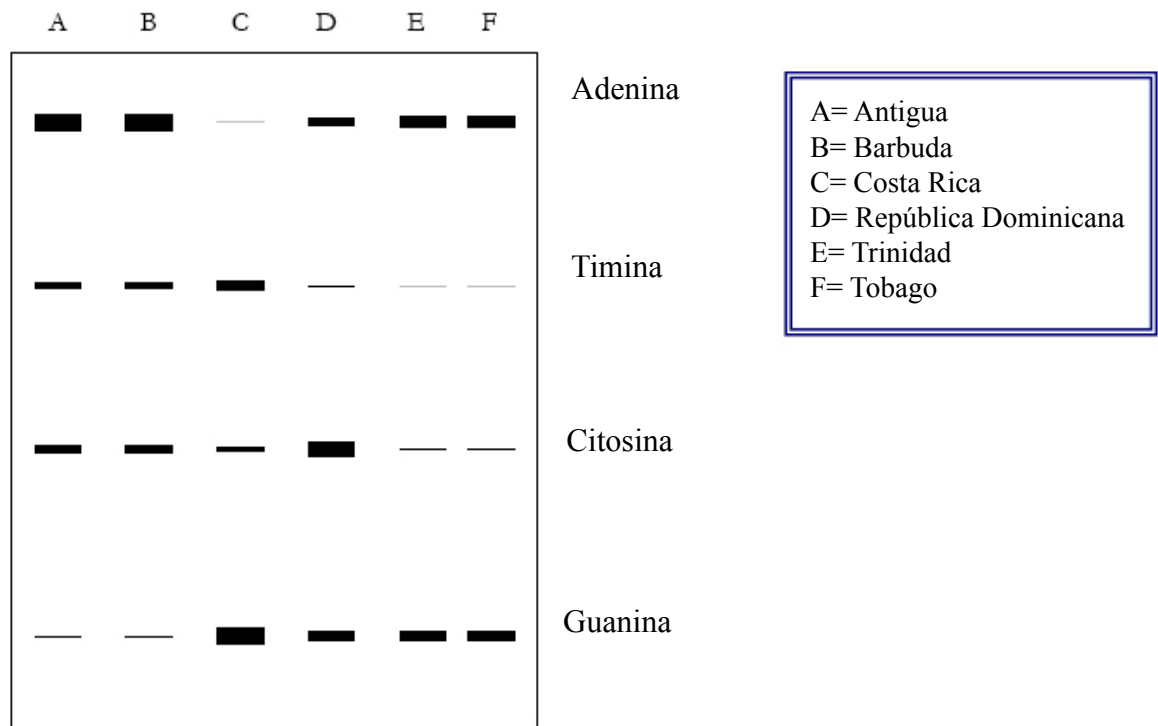 A B C D E F
Adenina
Timina
Citosina
Guanina
A= Antigua
B= Barbuda
C= Costa Rica
D= República Dominicana
E= Trinidad
F= Tobago